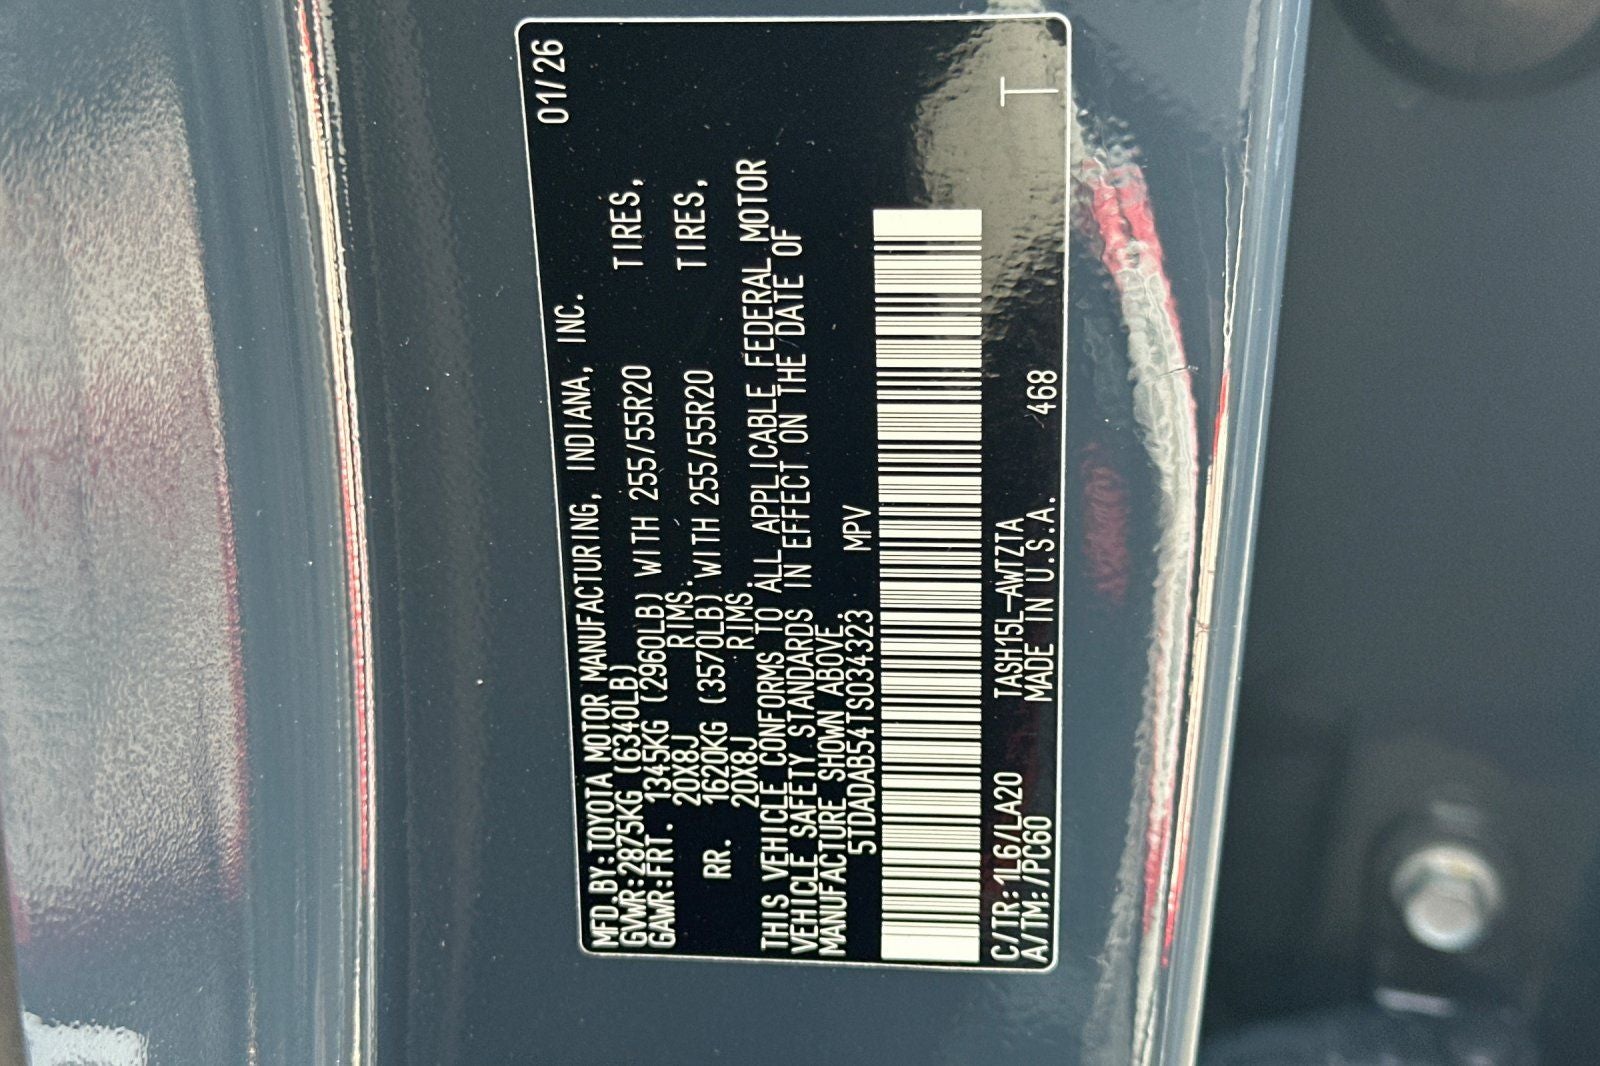 01/26
MFD.BY:TOYOTA MOTOR MANUFACTURING, INDIANA, INC.
GVWR:2875KG (6340LB)
GAWR:FRT. 1345KG (2960LB) WITH 255/55R20 TIRES,
20X8J RIMS.
RR. 1620KG (3570LB) WITH 255/55R20 TIRES,
20X8J RIMS.
THIS VEHICLE CONFORMS TO ALL APPLICABLE FEDERAL MOTOR
VEHICLE SAFETY STANDARDS IN EFFECT ON THE DATE OF
MANUFACTURE SHOWN ABOVE.
5TDADAB54TS034323 MPV
C/TR:1L6/LA20 TASH15L-AWTZTA T
A/TM:/PC60 MADE IN U.S.A. 468